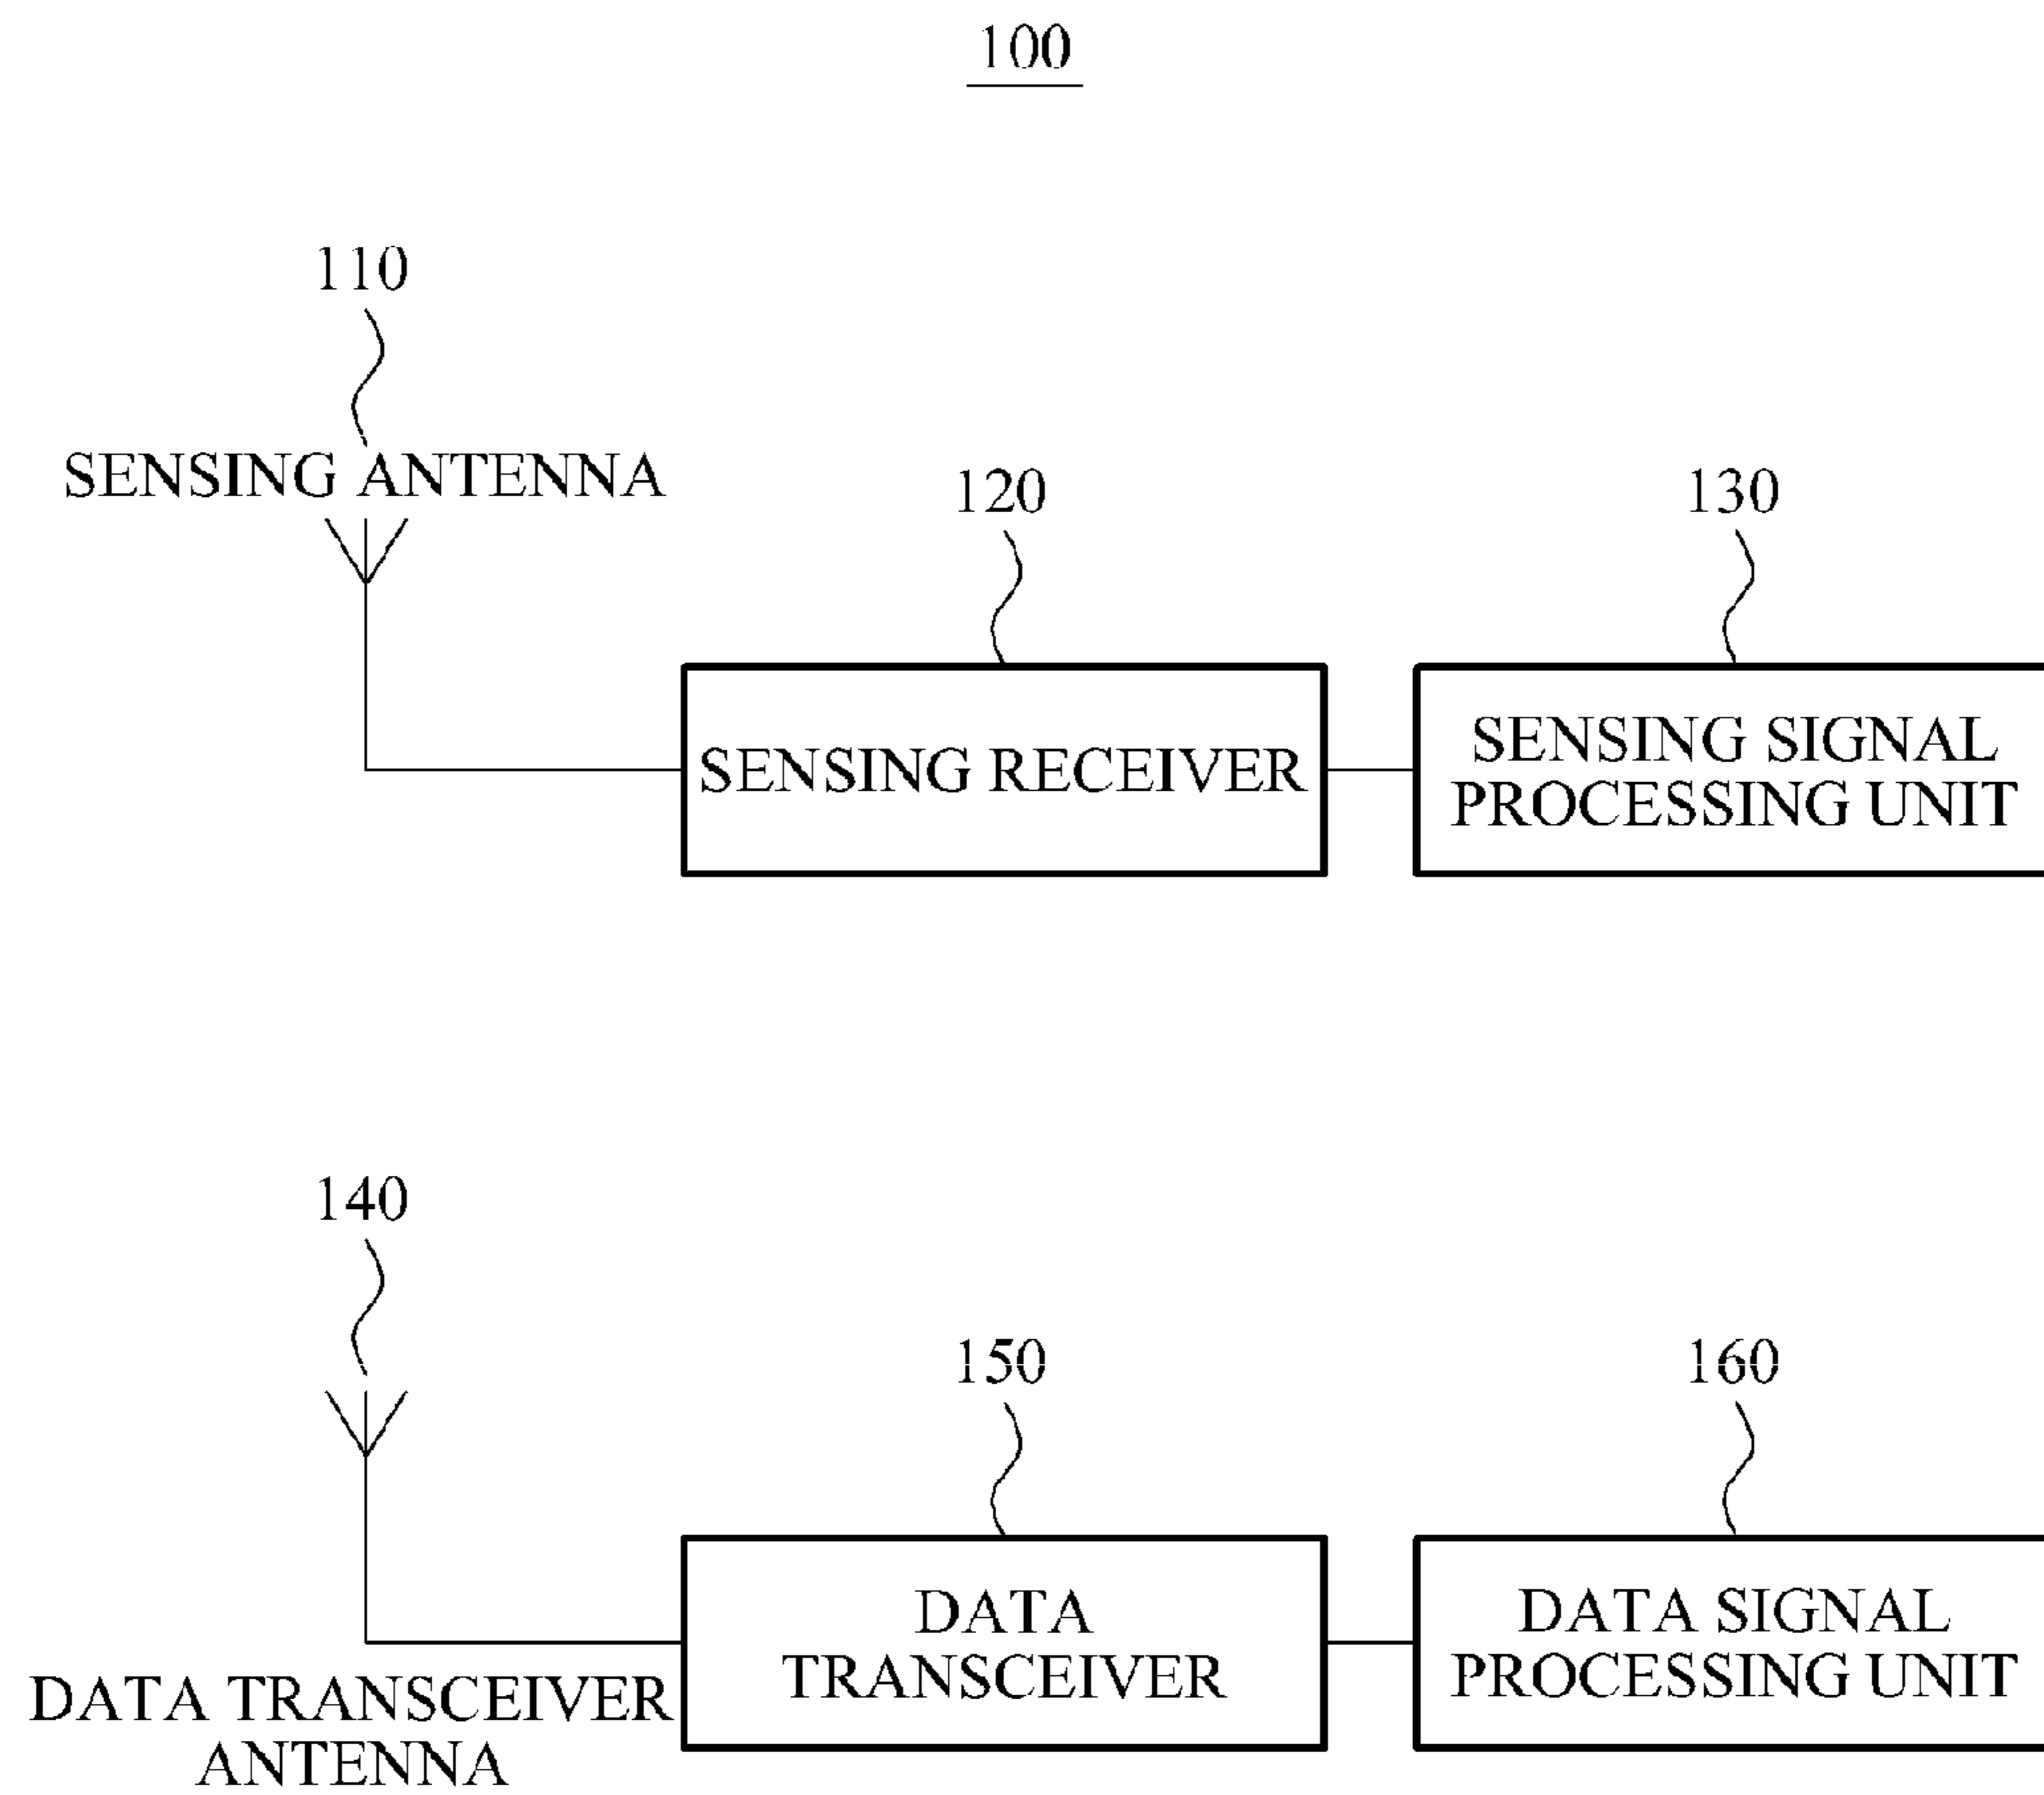 100
110
SENSING ANTENNA
120
130
SENSING RECEIVER
SENSING SIGNAL
PROCESSING UNIT
140
150
160
DATA
TRANSCEIVER
DATA SIGNAL
PROCESSING UNIT
DATA TRANSCEIVER
ANTENNA